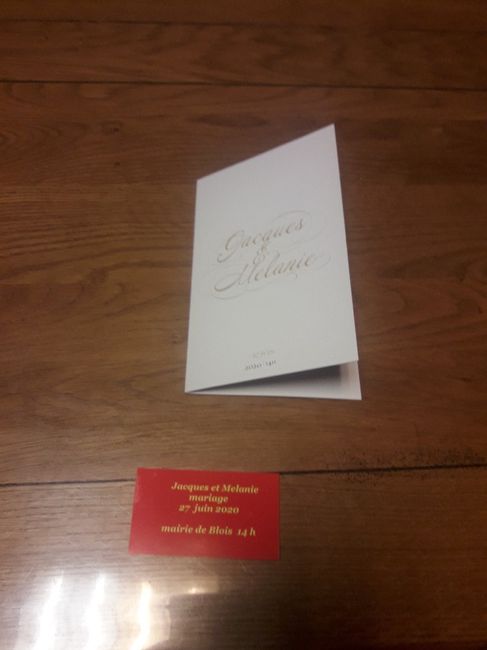 Jacques
&
Melanie
Jacques et Melanie
mariage
27 juin 2020
mairie de Blois 14 h